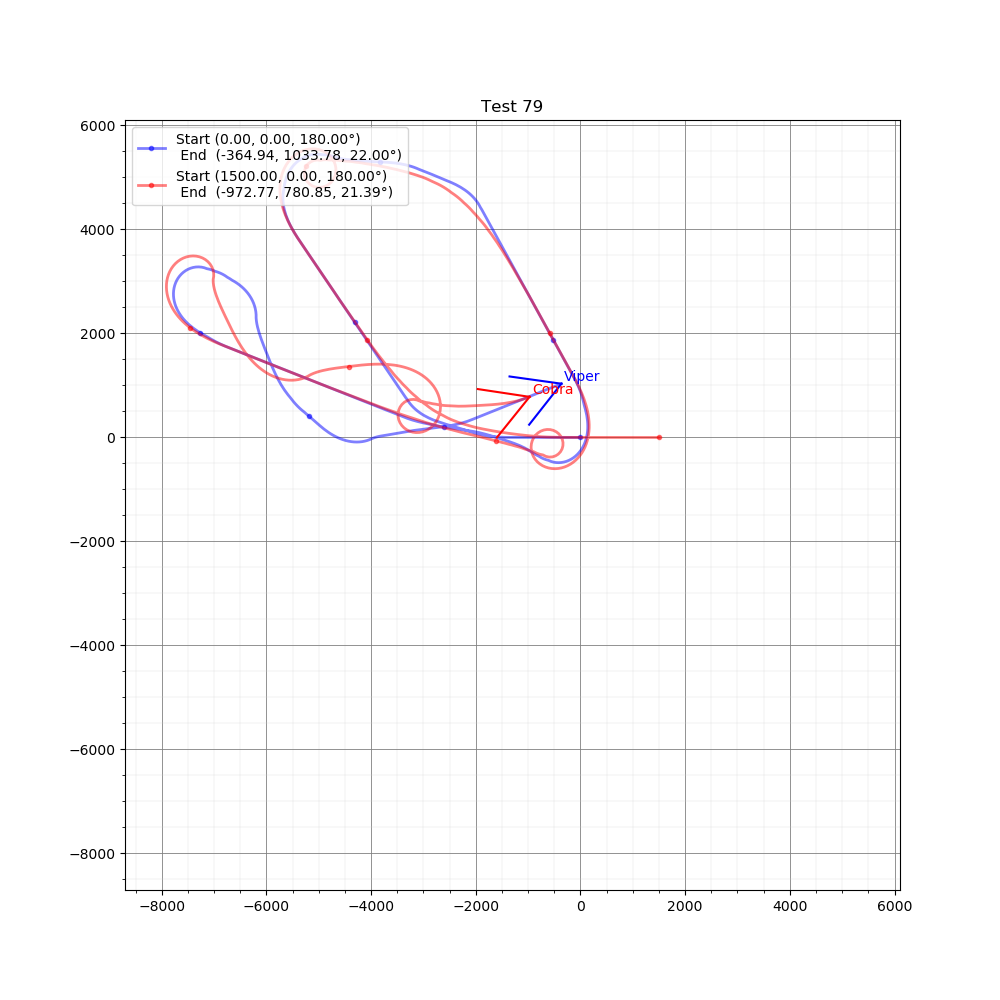 Test 79
Start (0.00, 0.00, 180.00°)
End (-364.94, 1033.78, 22.00°)
Start (1500.00, 0.00, 180.00°)
End (-972.77, 780.85, 21.39°)
6000
4000
2000
0
−2000
−4000
−6000
−8000
Viper
Cobra
−8000 −6000 −4000 −2000 0 2000 4000 6000